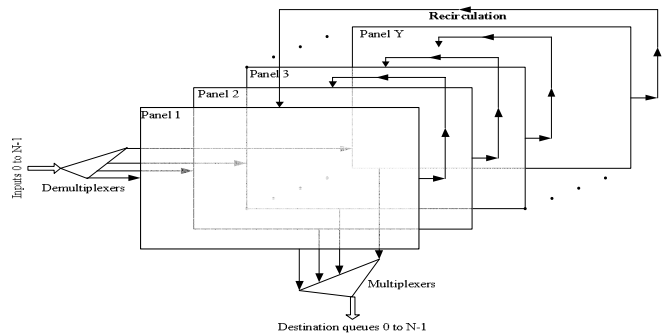 Recirculation
Panel Y
Panel 3
Panel 2
Panel 1
Inputs 0 to N-1
Demultiplexers
Multiplexers
Destination queues 0 to N-1